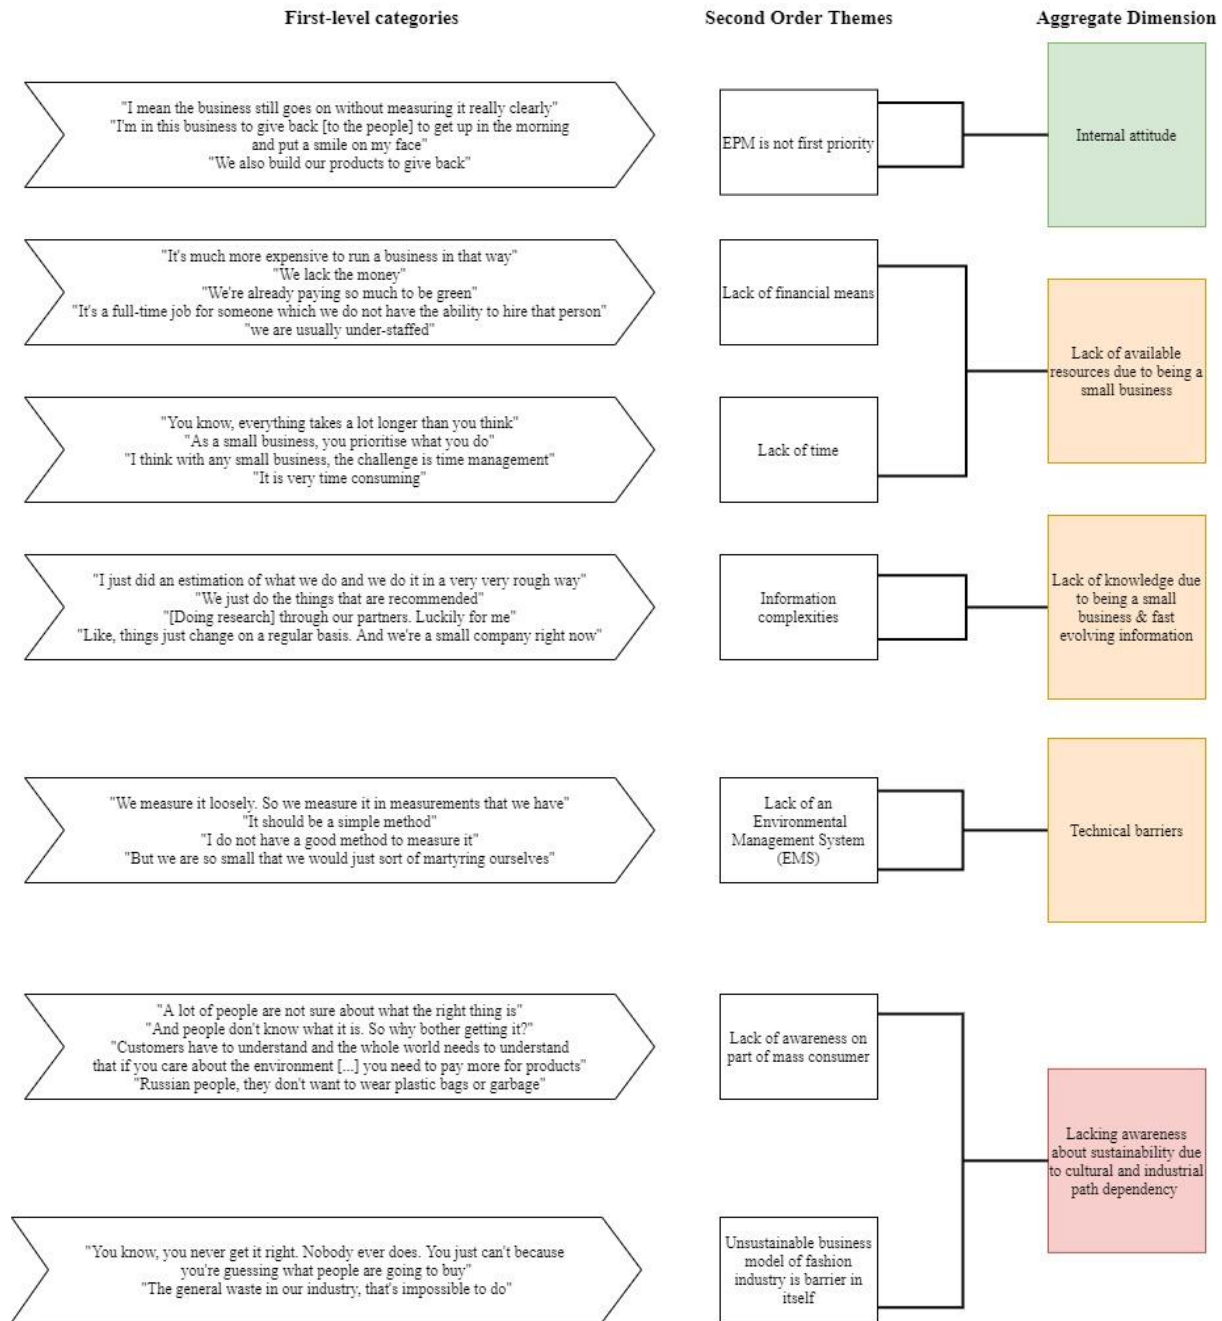 First-level categories
Second Order Themes
Aggregate Dimension
"I mean the business still goes on without measuring it really clearly"
"I'm in this business to give back [to the people] to get up in the morning
and put a smile on my face"
"We also build our products to give back"
EPM is not first priority
Internal attitude
"It's much more expensive to run a business in that way"
"We lack the money"
"We're already paying so much to be green"
"It's a full-time job for someone which we do not have the ability to hire that person"
"we are usually under-staffed"
Lack of financial means
Lack of available
resources due to being a
small business
"You know, everything takes a lot longer than you think"
"As a small business, you prioritise what you do"
"I think with any small business, the challenge is time management"
"It is very time consuming"
Lack of time
"I just did an estimation of what we do and we do it in a very very rough way"
"We just do the things that are recommended"
"[Doing research] through our partners. Luckily for me"
"Like, things just change on a regular basis. And we're a small company right now"
Information
complexities
Lack of knowledge due
to being a small
business & fast
evolving information
"We measure it loosely. So we measure it in measurements that we have"
"It should be a simple method"
"I do not have a good method to measure it"
"But we are so small that we would just sort of martyring ourselves"
Lack of an
Environmental
Management System
(EMS)
Technical barriers
"A lot of people are not sure about what the right thing is"
"And people don't know what it is. So why bother getting it?"
"Customers have to understand and the whole world needs to understand
that if you care about the environment [...] you need to pay more for products"
"Russian people, they don't want to wear plastic bags or garbage"
Lack of awareness on
part of mass consumer
Lacking awareness
about sustainability due
to cultural and industrial
path dependency
"You know, you never get it right. Nobody ever does. You just can't because
you're guessing what people are going to buy"
"The general waste in our industry, that's impossible to do"
Unsustainable business
model of fashion
industry is barrier in
itself